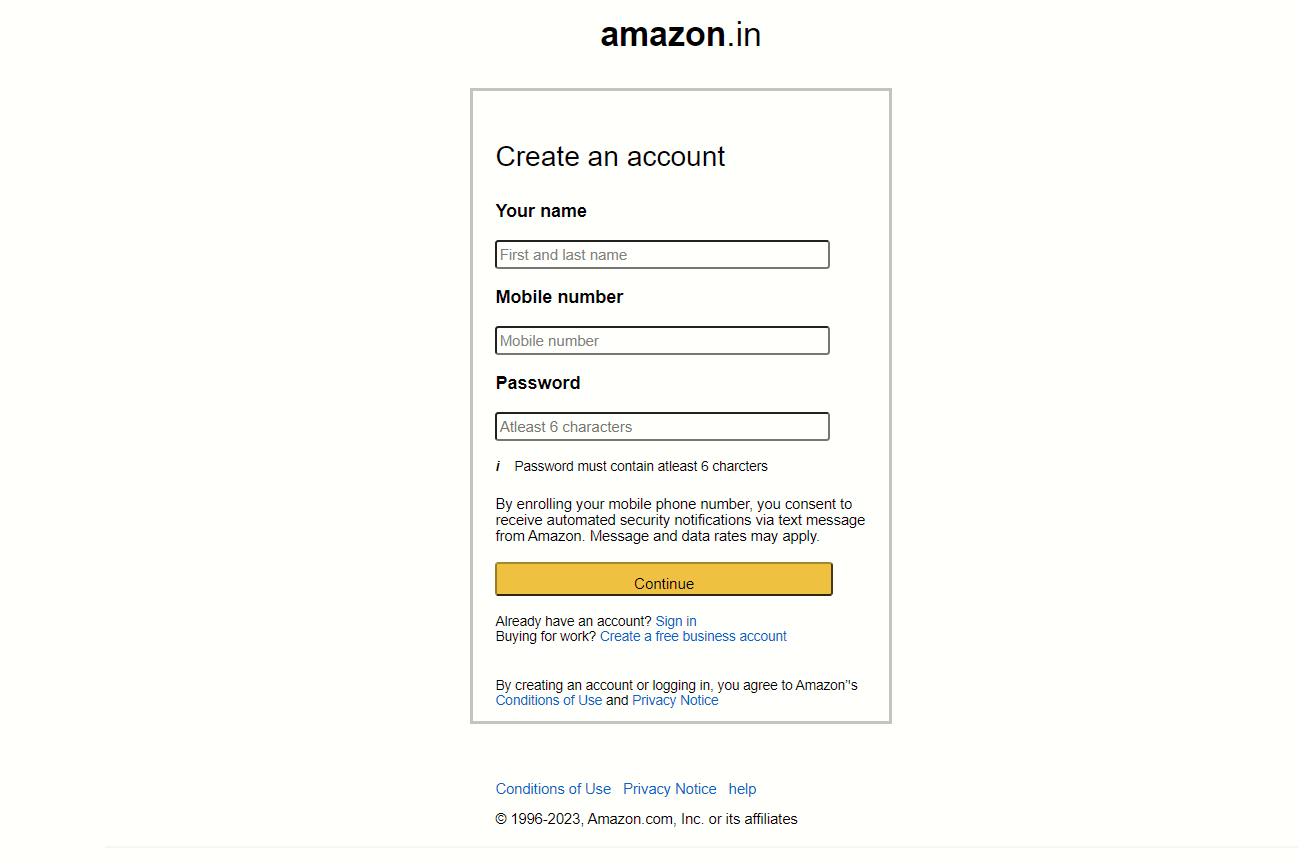 amazon.in
Create an account
Your name
First and last name
Mobile number
Mobile number
Password
Atleast 6 characters
i Password must contain atleast 6 charcters
By enrolling your mobile phone number, you consent to
receive automated security notifications via text message
from Amazon. Message and data rates may apply.
Continue
Already have an account? Sign in
Buying for work? Create a free business account
By creating an account or logging in, you agree to Amazon"s
Conditions of Use and Privacy Notice
Conditions of Use Privacy Notice help
© 1996-2023, Amazon.com, Inc. or its affiliates